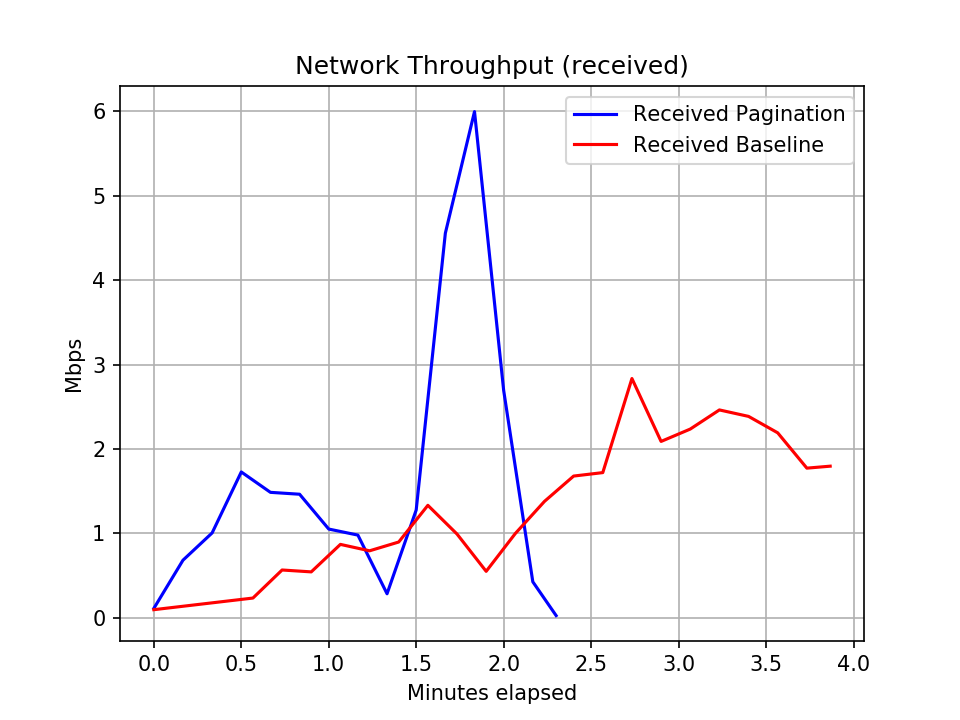 Network Throughput (received)
Received Pagination
Received Baseline
6
5
4
3
2
1
0
Mbps
0.0 0.5 1.0 1.5 2.0 2.5 3.0 3.5 4.0
Minutes elapsed